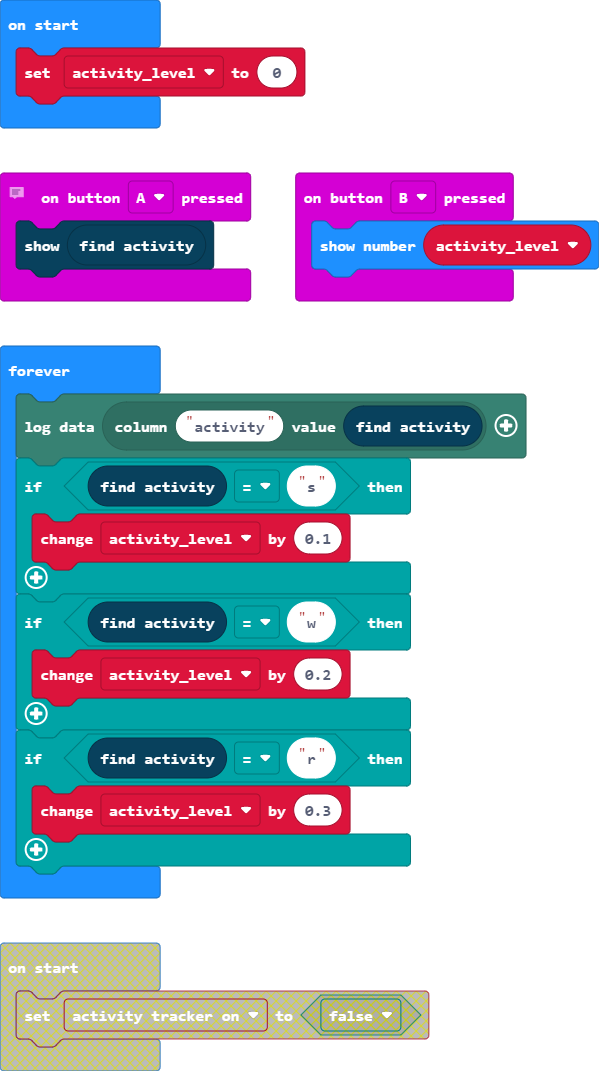 on start
set activity_level to 0
on button A pressed
show find activity
on button B pressed
show number activity_level
forever
log data column "activity" value find activity
if find activity = "s" then
change activity_level by 0.1
if find activity = "w" then
change activity_level by 0.2
if find activity = "r" then
change activity_level by 0.3
on start
set activity tracker on to false